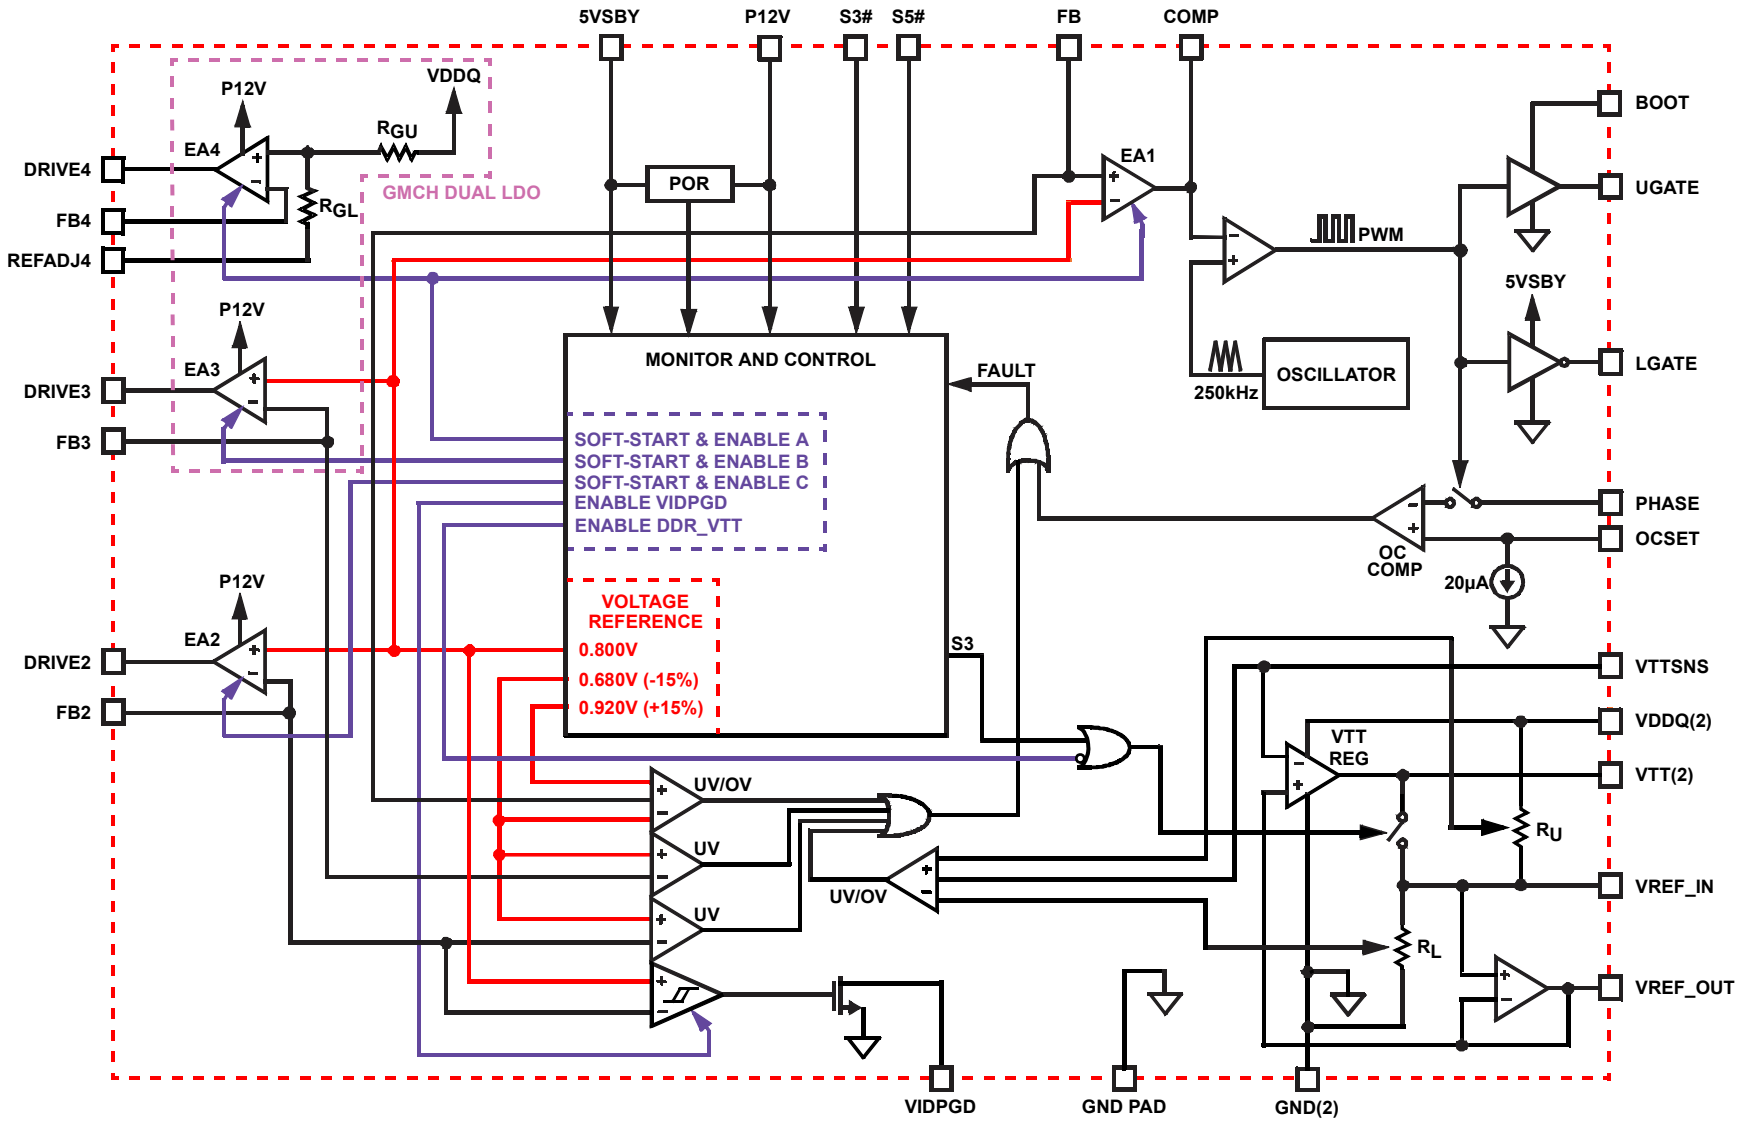 5VSBY
P12V
S3#
S5#
FB
COMP
VDDQ
P12V
BOOT
RGU
EA4
EA1
DRIVE4
POR
+
-
+
-
GMCH DUAL LDO
UGATE
RGL
FB4
PWM
REFADJ4
-
+
5VSBY
P12V
MONITOR AND CONTROL
EA3
FAULT
OSCILLATOR
LGATE
DRIVE3
+
-
250kHz
FB3
SOFT-START & ENABLE A
SOFT-START & ENABLE B
SOFT-START & ENABLE C
ENABLE VIDPGD
ENABLE DDR_VTT
PHASE
-
+
OCSET
OC
COMP
P12V
20µA
VOLTAGE
REFERENCE
EA2
0.800V
S3
DRIVE2
+
-
VTTSNS
0.680V (-15%)
0.920V (+15%)
FB2
VDDQ(2)
VTT
REG
VTT(2)
UV/OV
+
-
-
+
RU
UV
+
-
UV/OV
+
-
VREF_IN
UV
+
-
RL
+
-
+
-
VREF_OUT
VIDPGD
GND PAD
GND(2)